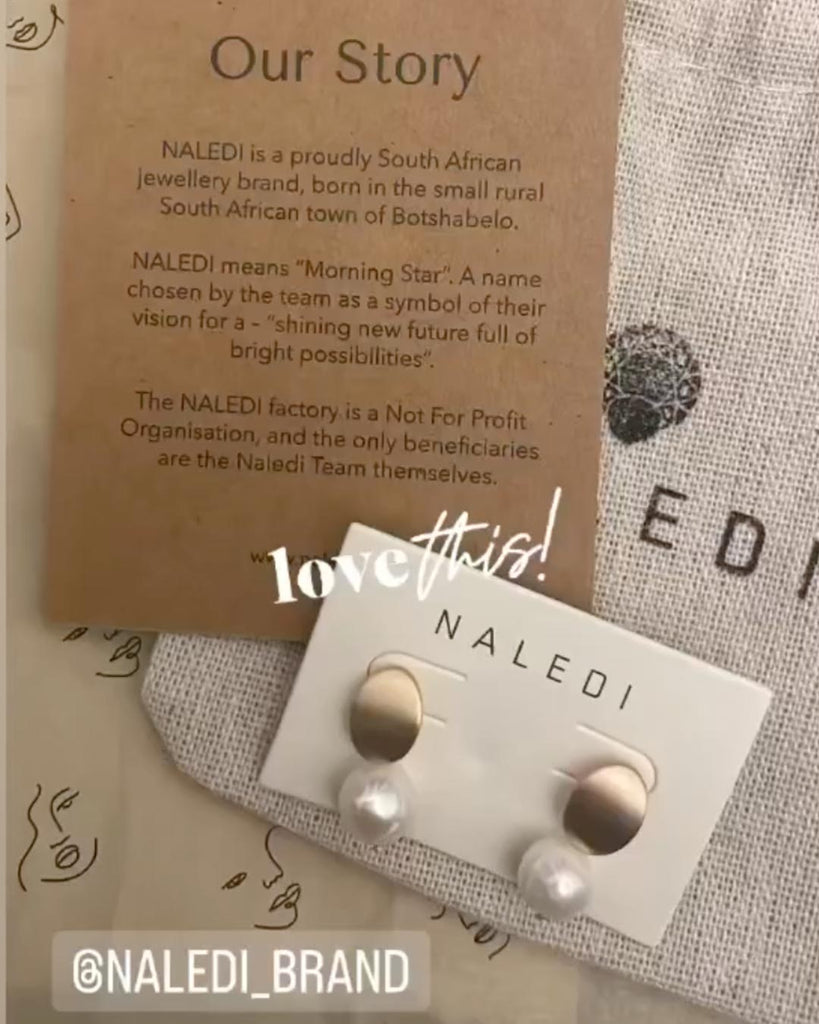 Our Story
NALEDI is a proudly South African
jewellery brand, born in the small rural
South African town of Botshabelo.
NALEDI means "Morning Star". A name
chosen by the team as a symbol of their
vision for a - "shining new future full of
bright possibilities".
The NALEDI factory is a Not For Profit
Organisation, and the only beneficiaries
are the Naledi Team themselves.
love this!
EDI
NALEDI
@NALEDI_BRAND